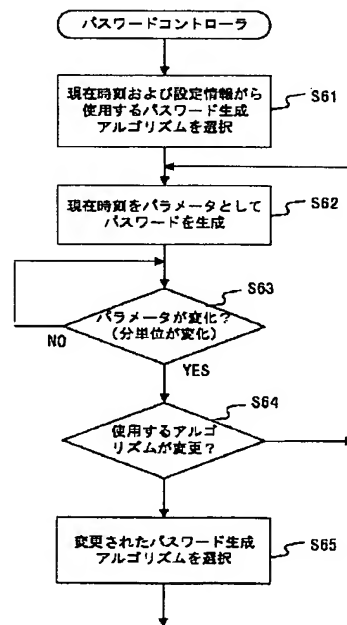 パスワードコントローラ
現在時刻および設定情報から
使用するパスワード生成
アルゴリズムを選択
S61
現在時刻をパラメータとして
パスワードを生成
S62
S63
パラメータが変化?
(分単位が変化)
NO
YES
S64
使用するアルゴ
リズムが変更?
変更されたパスワード生成
アルゴリズムを選択
S65